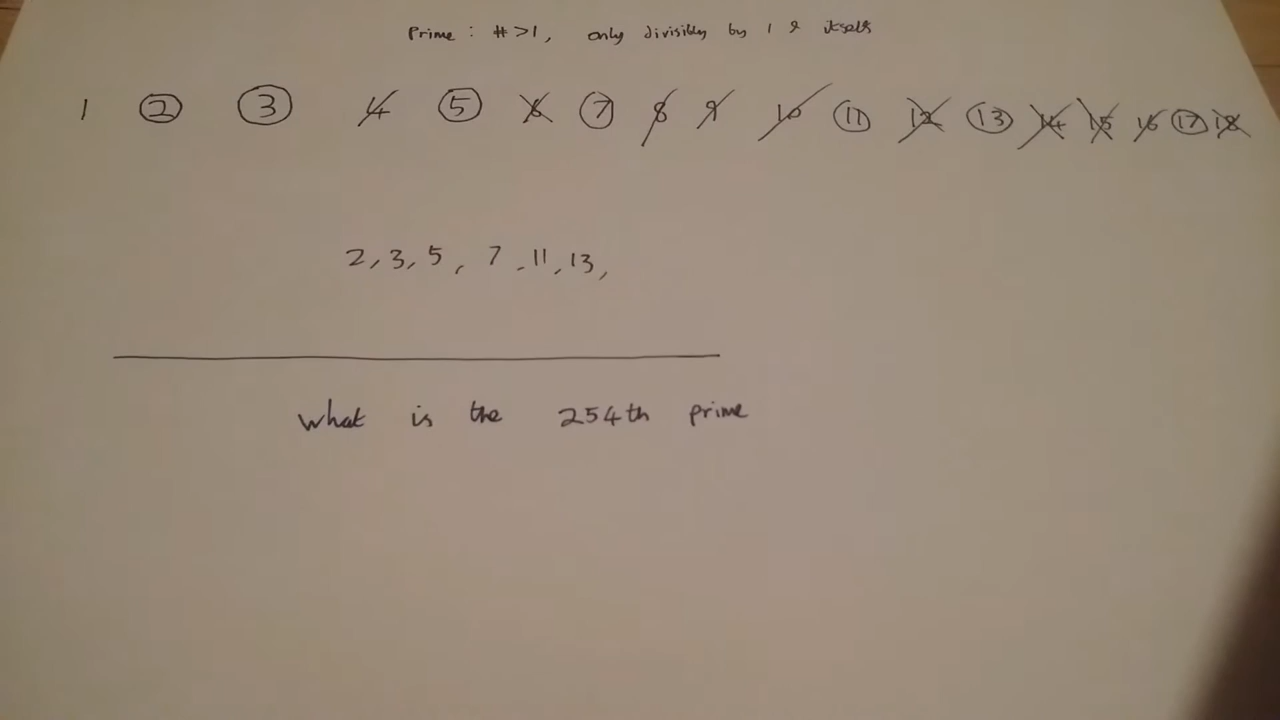 Prime : # >1, only divisibly by 1 & itself
1 2 3 4 5 6 7 8 9 10 11 12 13 14 15 16 17 18
2, 3, 5, 7, 11, 13,
What is the 254th prime